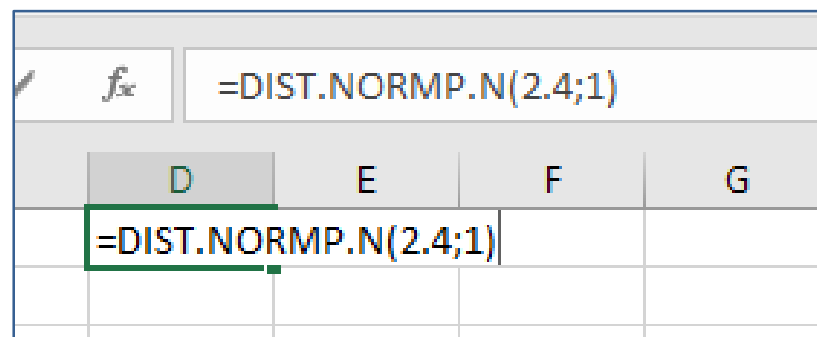 fx =DIST.NORMP.N(2.4;1)
D E F G
=DIST.NORMP.N(2.4;1)